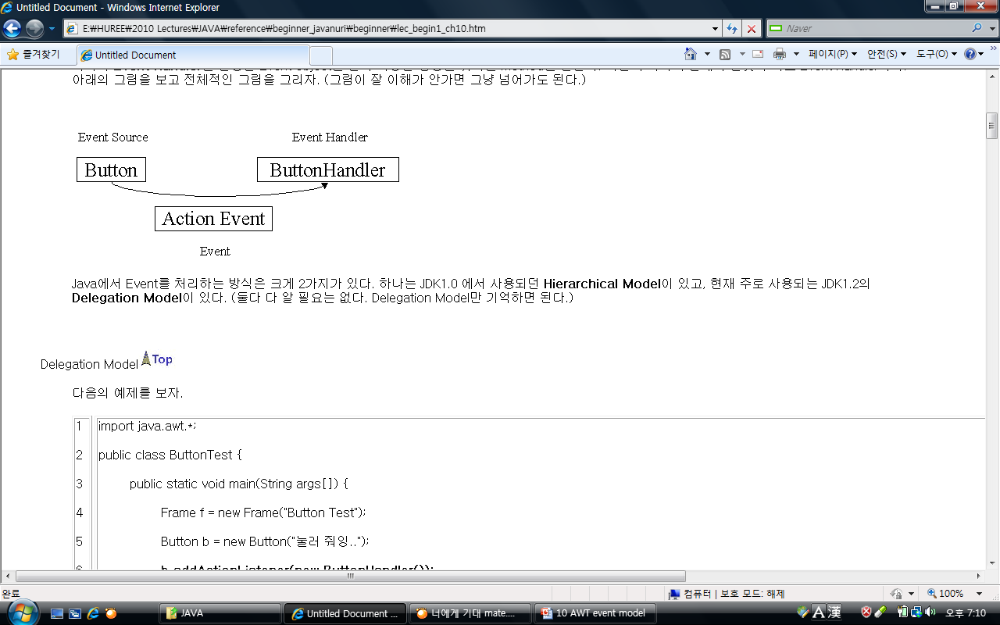 Untitled Document - Windows Internet Explorer
E:\HUREE\2010 Lectures\JAVA\reference\beginner_javanuri\beginner\lec_begin1_ch10.htm
Naver
즐겨찾기
Untitled Document
페이지(P) 안전(S) 도구(O)
아래의 그림을 보고 전체적인 그림을 그리자. (그림이 잘 이해가 안가면 그냥 넘어가도 된다.)
Event Source Event Handler
Button ButtonHandler
Action Event
Event
Java에서 Event를 처리하는 방식은 크게 2가지가 있다. 하나는 JDK1.0 에서 사용되던 Hierarchical Model이 있고, 현재 주로 사용되는 JDK1.2의
Delegation Model이 있다. (둘다 다 알 필요는 없다. Delegation Model만 기억하면 된다.)
Delegation Model Top
다음의 예제를 보자.
1 import java.awt.*;
2 public class ButtonTest {
3 public static void main(String args[]) {
4 Frame f = new Frame("Button Test");
5 Button b = new Button("눌러 줘잉..");
6 b.addActionListener(new ButtonHandler());
완료
컴퓨터 | 보호 모드: 해제
100%
JAVA
Untitled Document ...
너에게 기대 mate....
10 AWT event model
A 漢
오후 7:10